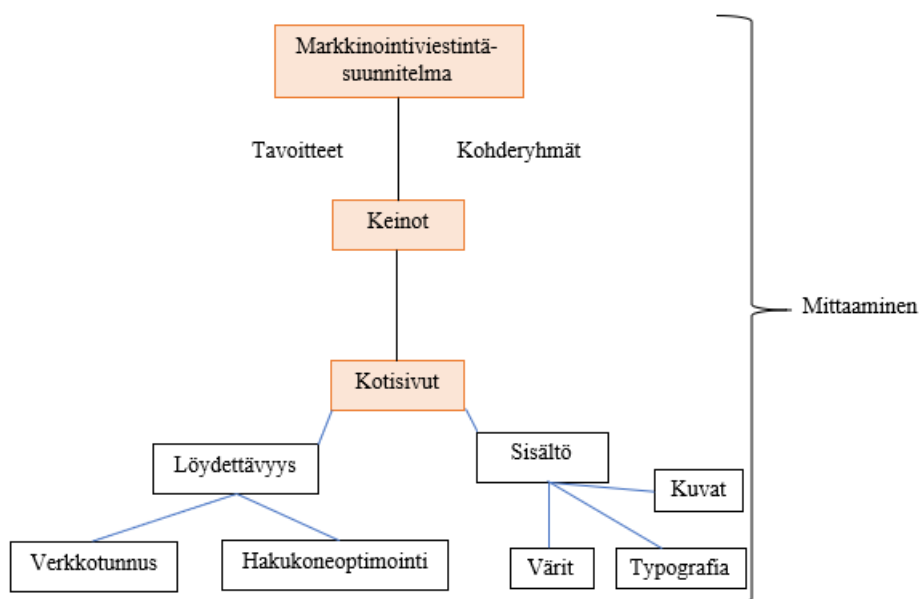 Markkinointiviestintä-
suunnitelma
Tavoitteet
Kohderyhmät
Keinot
Mittaaminen
Kotisivut
Löydettävyys
Sisältö
Kuvat
Verkkotunnus
Hakukoneoptimointi
Värit
Typografia